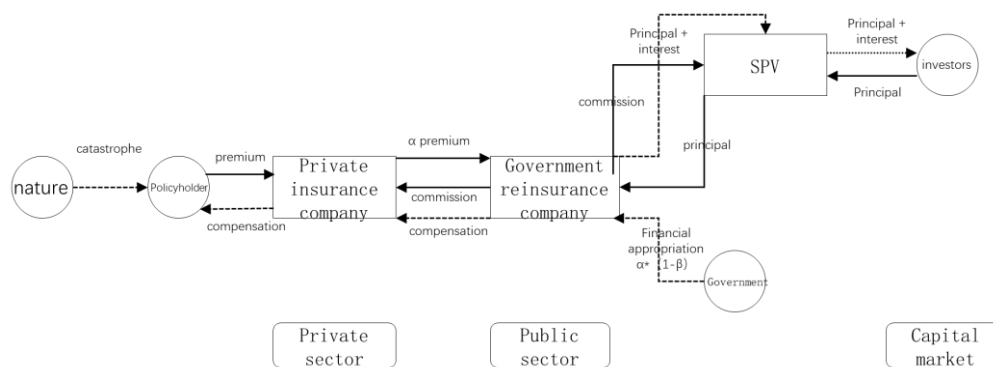 Principal +
interest
Principal +
interest
SPV
investors
commission
Principal
α premium
principal
catastrophe
premium
Private
insurance
company
Government
reinsurance
company
nature
Policyholder
commission
compensation
compensation
Financial
appropriation
α* (1-β)
Government
Private
sector
Public
sector
Capital
market